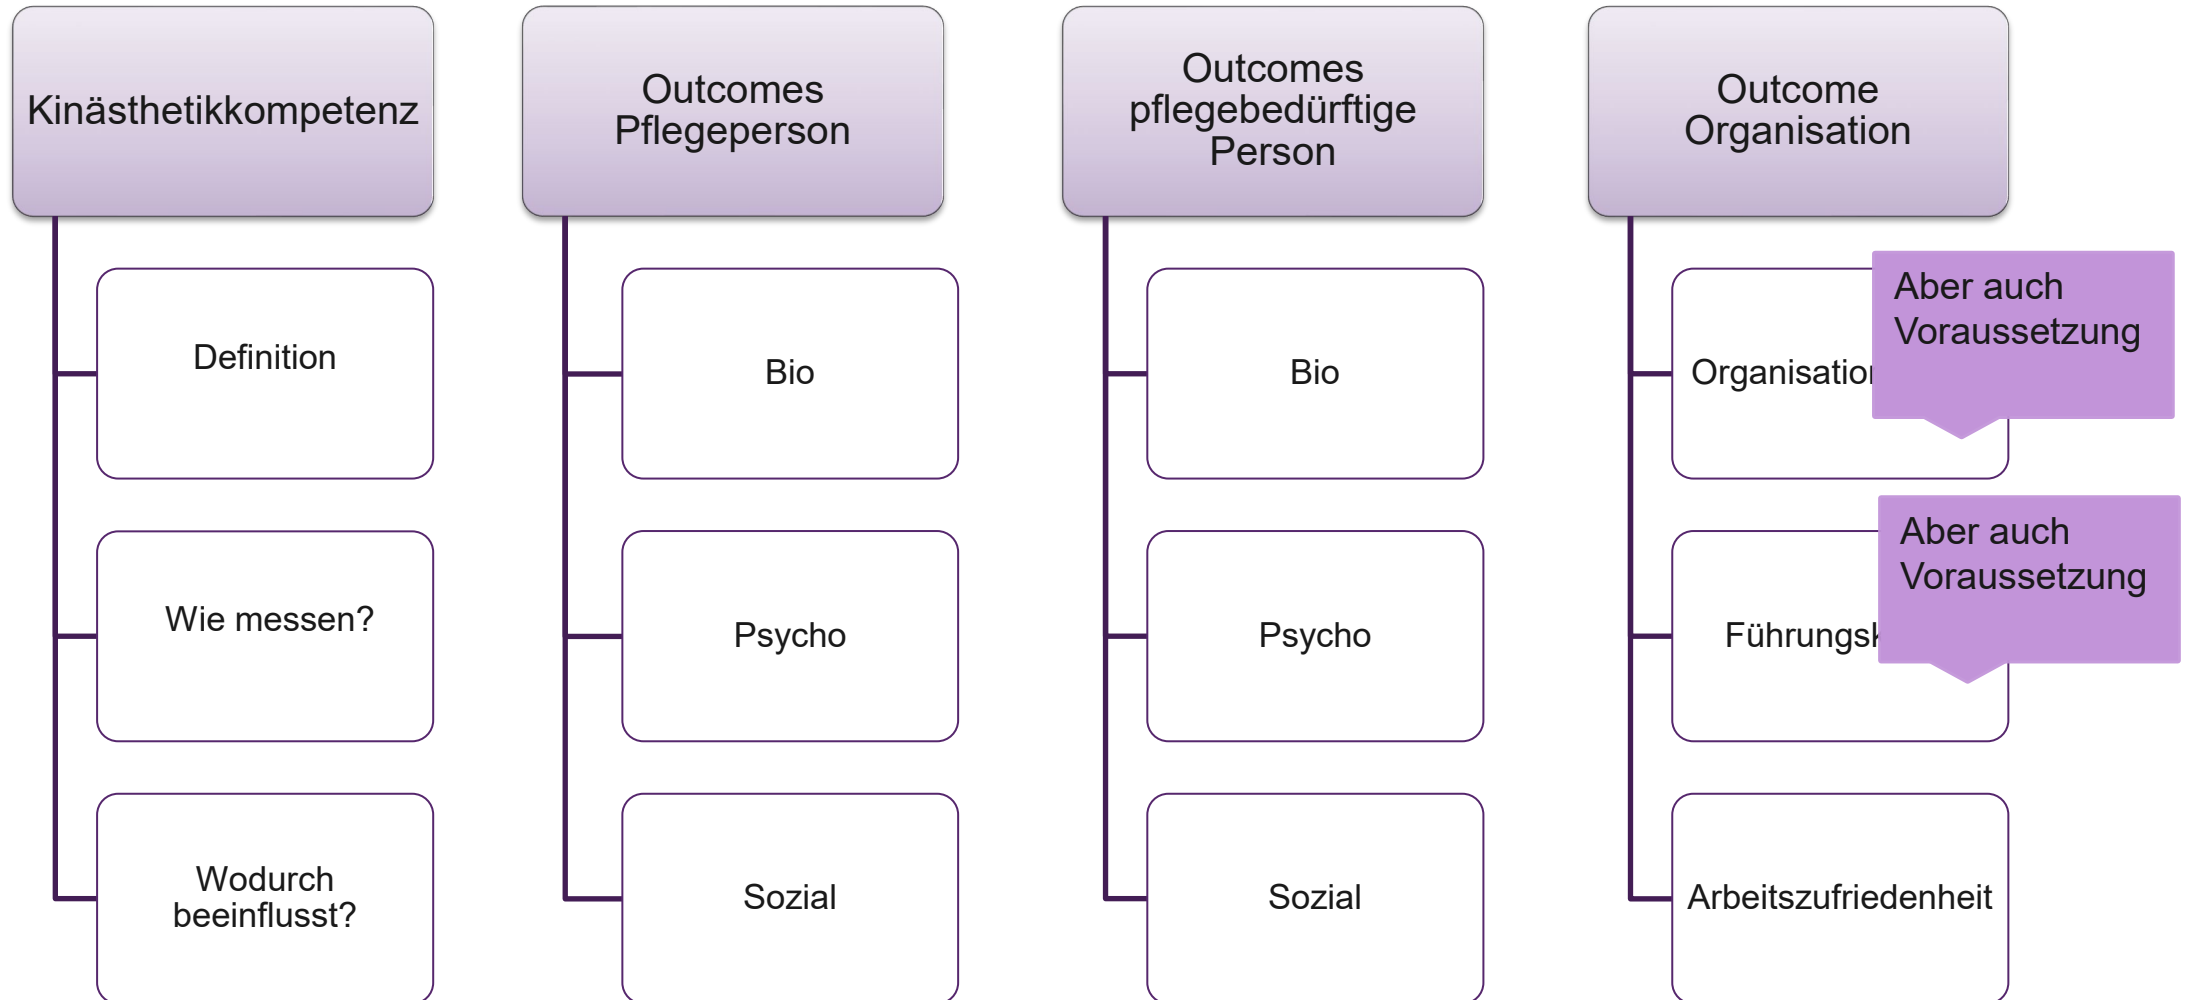 Kinästhetikkompetenz
Definition
Wie messen?
Wodurch
beeinflusst?
Outcomes
Pflegeperson
Bio
Psycho
Sozial
Outcomes
pflegebedürftige
Person
Bio
Psycho
Sozial
Outcome
Organisation
Aber auch
Voraussetzung
Aber auch
Voraussetzung
Arbeitszufriedenheit